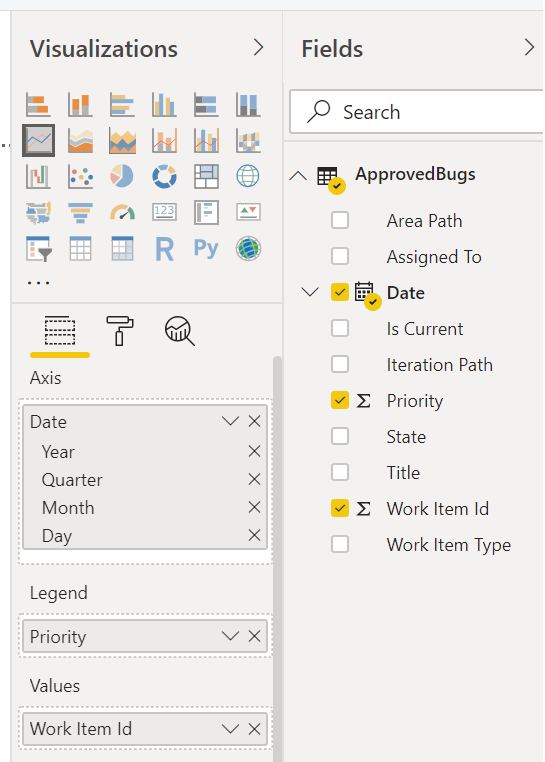 Visualizations
123
R
Py
Axis
Date
Year
Quarter
Month
Day
Legend
Priority
Values
Work Item Id
Fields
Search
ApprovedBugs
Area Path
Assigned To
Date
Is Current
Iteration Path
Σ Priority
State
Title
Σ Work Item Id
Work Item Type